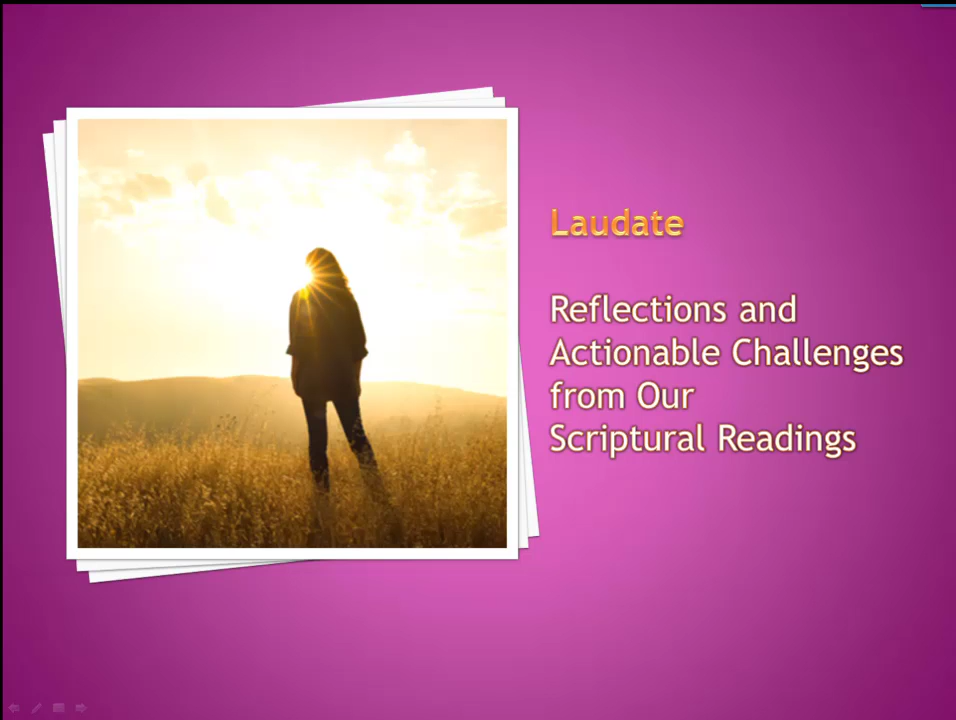 Laudate
Reflections and
Actionable Challenges
from Our
Scriptural Readings